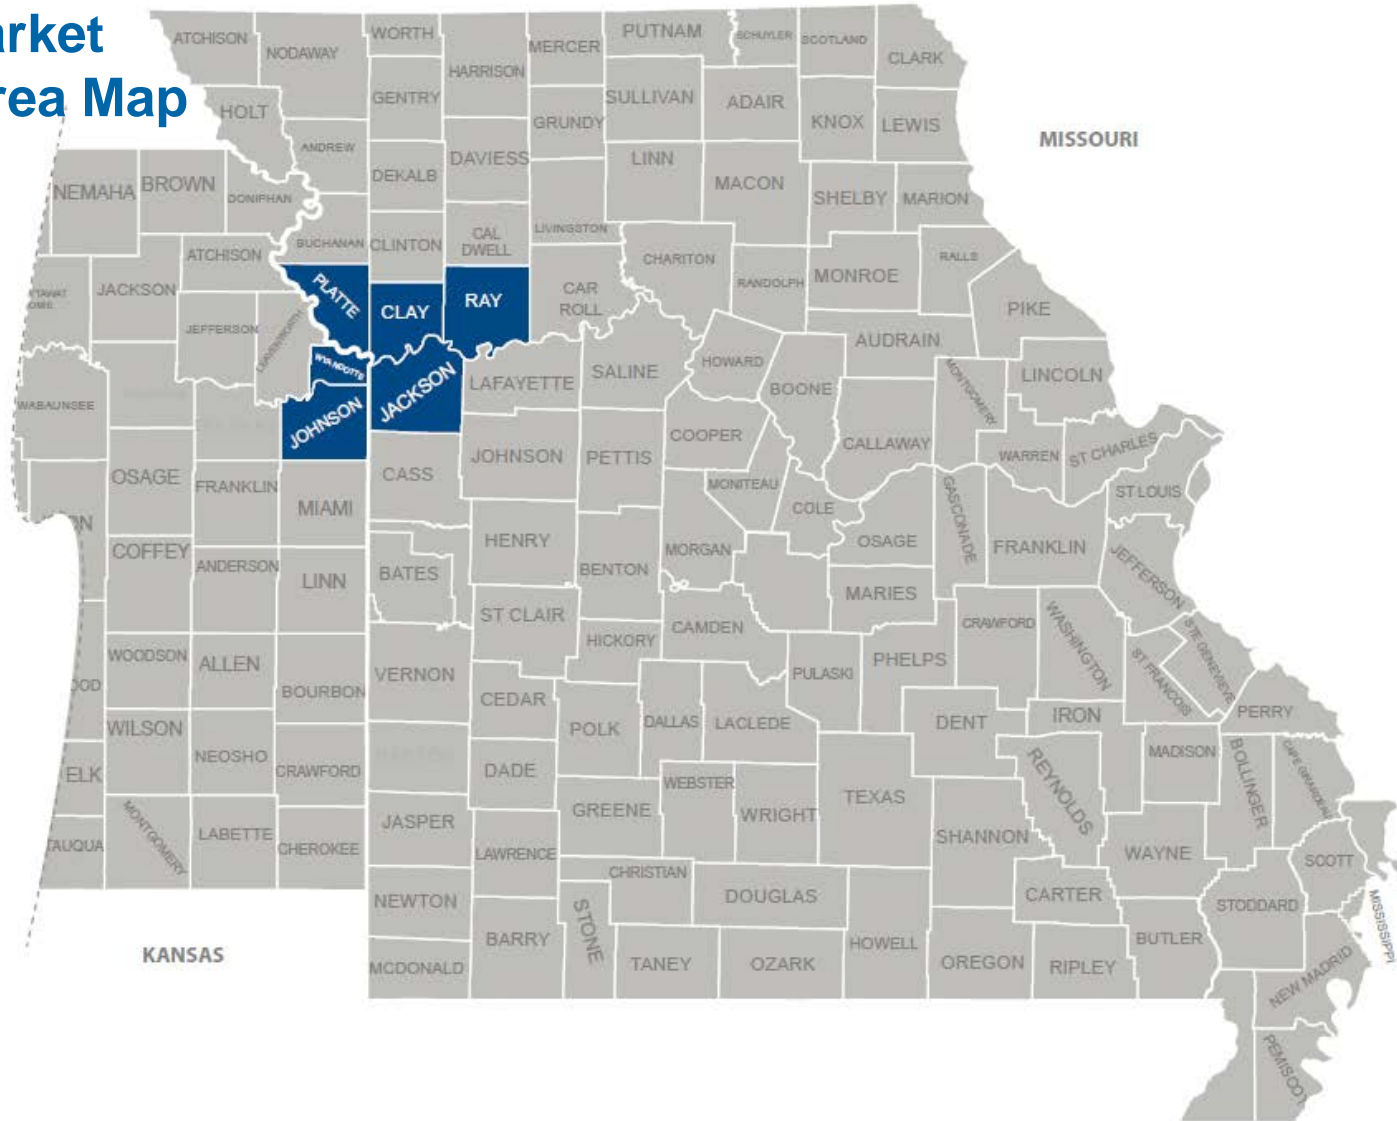 arket
rea Map
ATCHISON
NODAWAY
WORTH
HARRISON
MERCER
PUTNAM
SCHUYLER
SCOTLAND
CLARK
HOLT
GENTRY
GRUNDY
SULLIVAN
ADAIR
KNOX
LEWIS
MISSOURI
ANDREW
DEKALB
DAVIESS
LINN
MACON
SHELBY
MARION
NEMAHA
BROWN
DONIPHAN
BUCHANAN
CLINTON
CAL
DWELL
LIVINGSTON
CHARITON
RANDOLPH
MONROE
RALLS
ATCHISON
JACKSON
JEFFERSON
LEAVENWORTH
PLATTE
CLAY
RAY
CAR
ROLL
PIKE
AUDRAIN
WYANDOTTE
JOHNSON
JACKSON
LAFAYETTE
SALINE
HOWARD
BOONE
MONTGOMERY
LINCOLN
WABAUNSEE
COOPER
CALLAWAY
WARREN
ST CHARLES
OSAGE
FRANKLIN
MIAMI
CASS
JOHNSON
PETTIS
MONITEAU
COLE
GASCONADE
ST LOUIS
COFFEY
ANDERSON
LINN
BATES
HENRY
BENTON
MORGAN
OSAGE
FRANKLIN
JEFFERSON
ST CLAIR
MARIES
WOODSON
ALLEN
BOURBON
VERNON
HICKORY
CAMDEN
PULASKI
PHELPS
CRAWFORD
WASHINGTON
ST FRANCOIS
STE GENEVIEVE
OOD
WILSON
NEOSHO
CRAWFORD
CEDAR
POLK
DALLAS
LACLEDE
DENT
IRON
PERRY
ELK
DADE
WEBSTER
TEXAS
REYNOLDS
MADISON
BOLLINGER
CAPE GIRARDEAU
TAUQUA
MONTGOMERY
LABETTE
CHEROKEE
JASPER
LAWRENCE
GREENE
WRIGHT
SHANNON
WAYNE
SCOTT
CHRISTIAN
NEWTON
STONE
DOUGLAS
CARTER
STODDARD
MISSISSIPPI
KANSAS
BARRY
HOWELL
BUTLER
MCDONALD
TANEY
OZARK
OREGON
RIPLEY
NEW MADRID
PEMISCOT